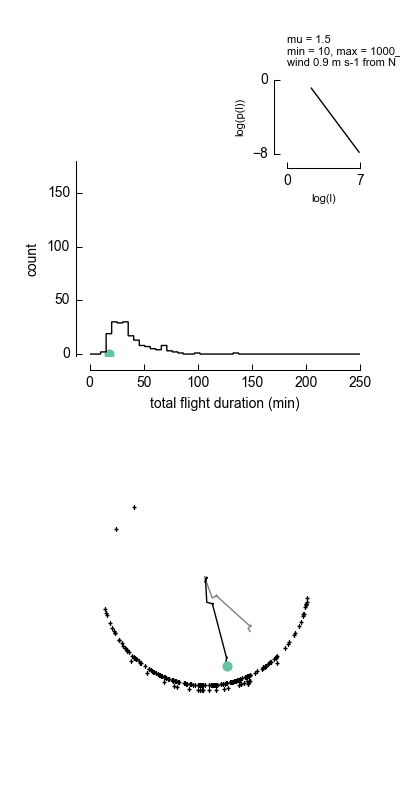 mu = 1.5
min = 10, max = 1000_
wind 0.9 m s-1 from N
0
−8
log(p(l))
0 7
log(l)
150
100
50
0
count
0 50 100 150 200 250
total flight duration (min)